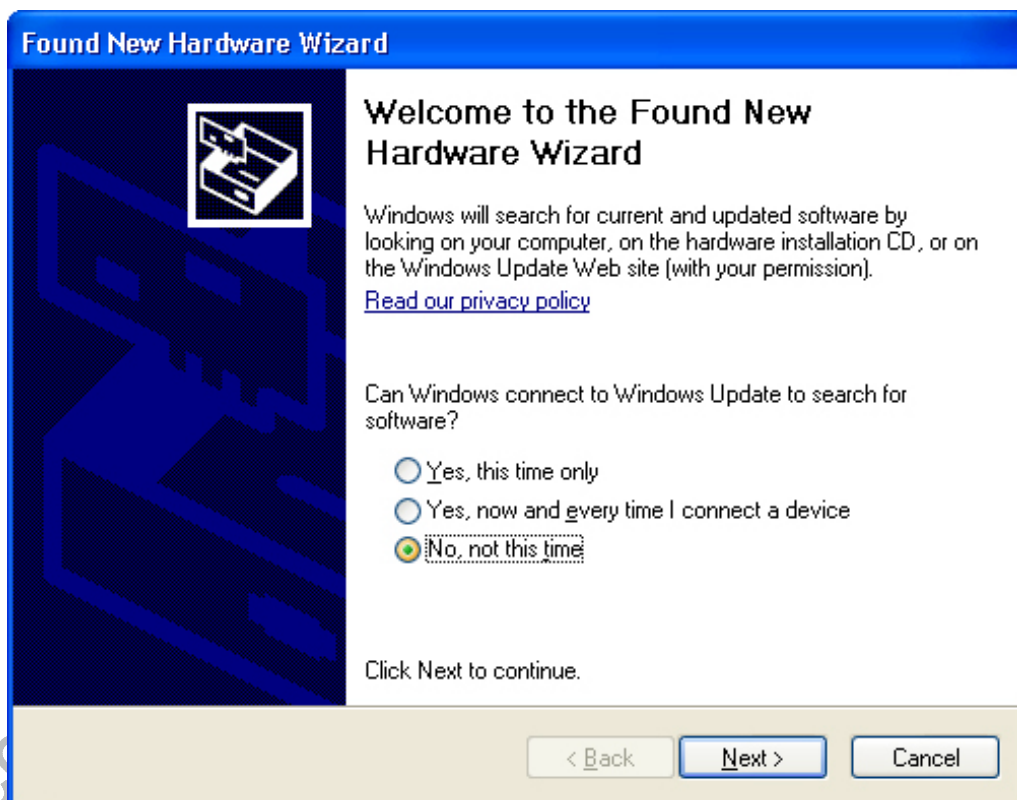 Found New Hardware Wizard
Welcome to the Found New
Hardware Wizard
Windows will search for current and updated software by
looking on your computer, on the hardware installation CD, or on
the Windows Update Web site (with your permission).
Read our privacy policy
Can Windows connect to Windows Update to search for
software?
Yes, this time only
Yes, now and every time I connect a device
No, not this time
Click Next to continue.
< Back
Next >
Cancel